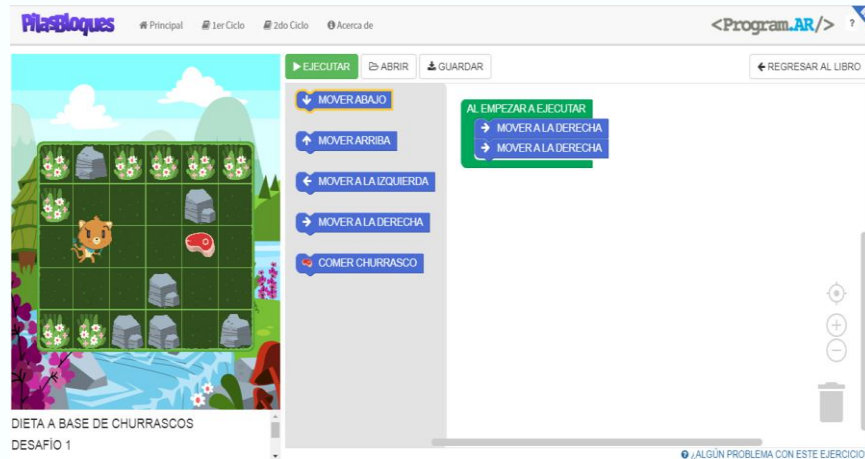 PilasBloques
Principal
1er Ciclo
2do Ciclo
Acerca de
<Program.AR/>
?
EJECUTAR
ABRIR
GUARDAR
REGRESAR AL LIBRO
MOVER ABAJO
MOVER ARRIBA
MOVER A LA IZQUIERDA
MOVER A LA DERECHA
COMER CHURRASCO
AL EMPEZAR A EJECUTAR
MOVER A LA DERECHA
MOVER A LA DERECHA
DIETA A BASE DE CHURRASCOS
DESAFÍO 1
¿ALGÚN PROBLEMA CON ESTE EJERCICIO